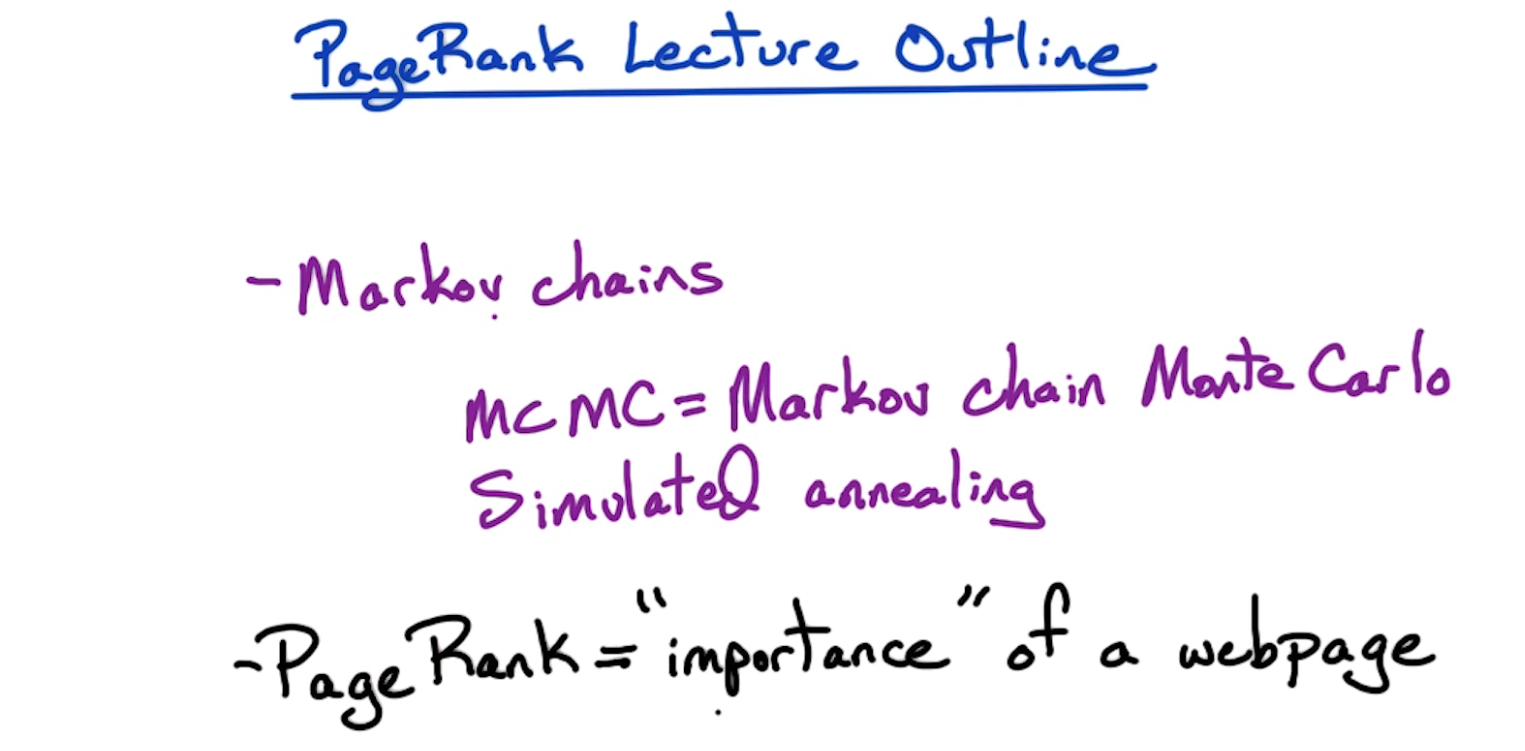 PageRank Lecture Outline
- Markov chains
MCMC = Markov chain Monte Carlo
Simulated annealing
- PageRank = "importance" of a webpage